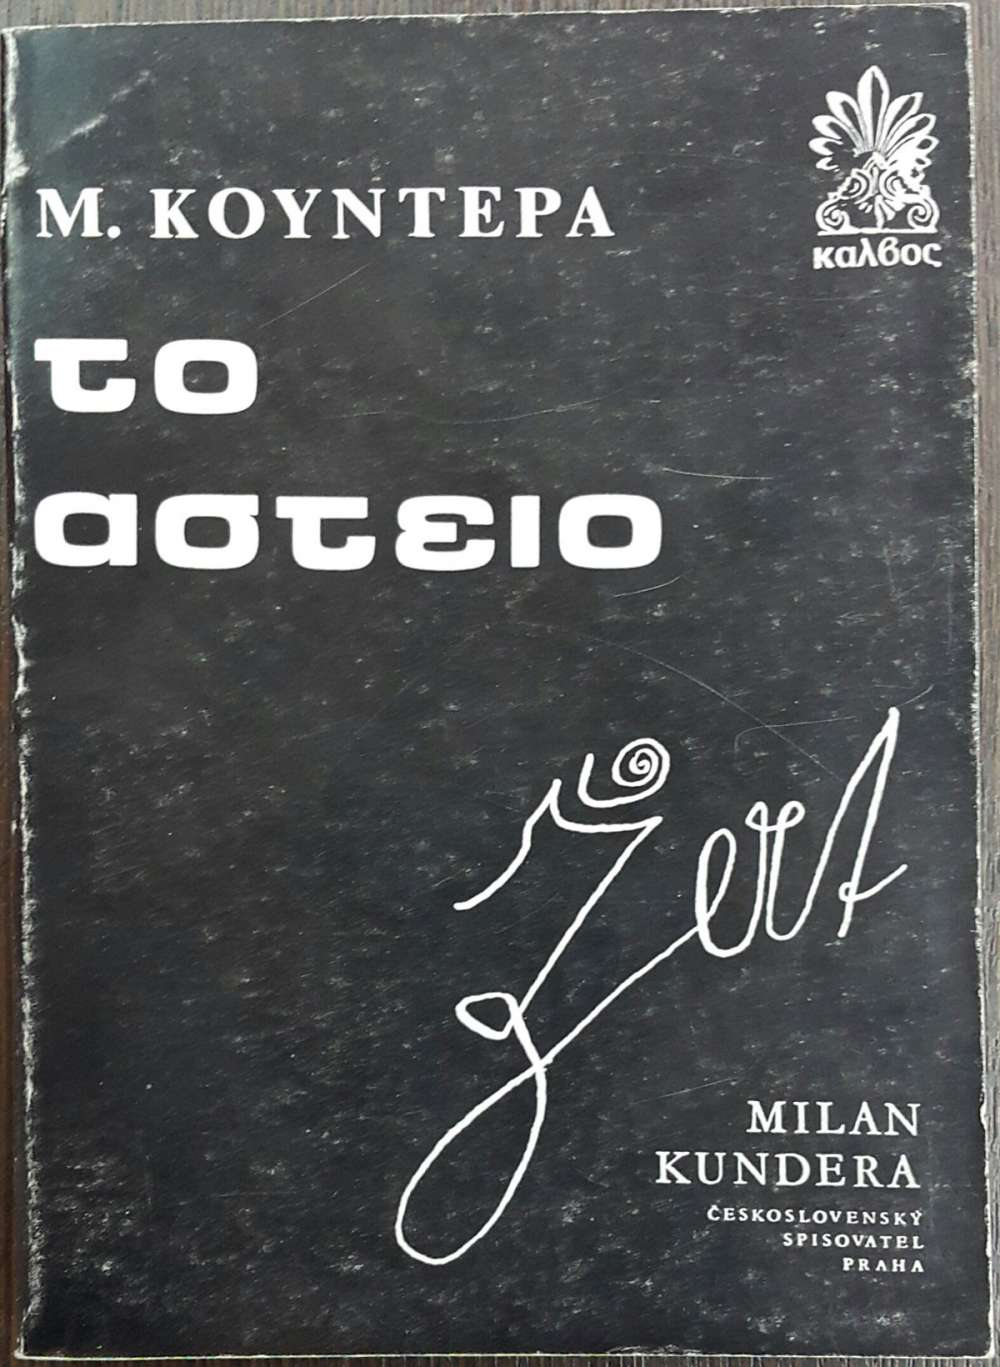 Μ. ΚΟΥΝΤΕΡΑ
καλβος
το
αστειο
Žert
MILAN
KUNDERA
ČESKOSLOVENSKÝ
SPISOVATEL
PRAHA